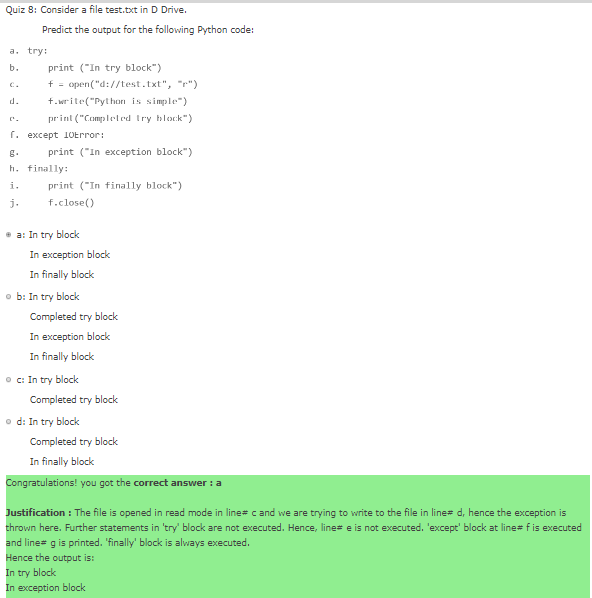 Quiz 8: Consider a file test.txt in D Drive.
Predict the output for the following Python code:
a. try:
b. print ("In try block")
c. f = open("d://test.txt", "r")
d. f.write("Python is simple")
e. print("Completed try block")
f. except IOError:
g. print ("In exception block")
h. finally:
i. print ("In finally block")
j. f.close()
a: In try block
In exception block
In finally block
b: In try block
Completed try block
In exception block
In finally block
c: In try block
Completed try block
d: In try block
Completed try block
In finally block
Congratulations! you got the correct answer : a
Justification : The file is opened in read mode in line# c and we are trying to write to the file in line# d, hence the exception is
thrown here. Further statements in 'try' block are not executed. Hence, line# e is not executed. 'except' block at line# f is executed
and line# g is printed. 'finally' block is always executed.
Hence the output is:
In try block
In exception block